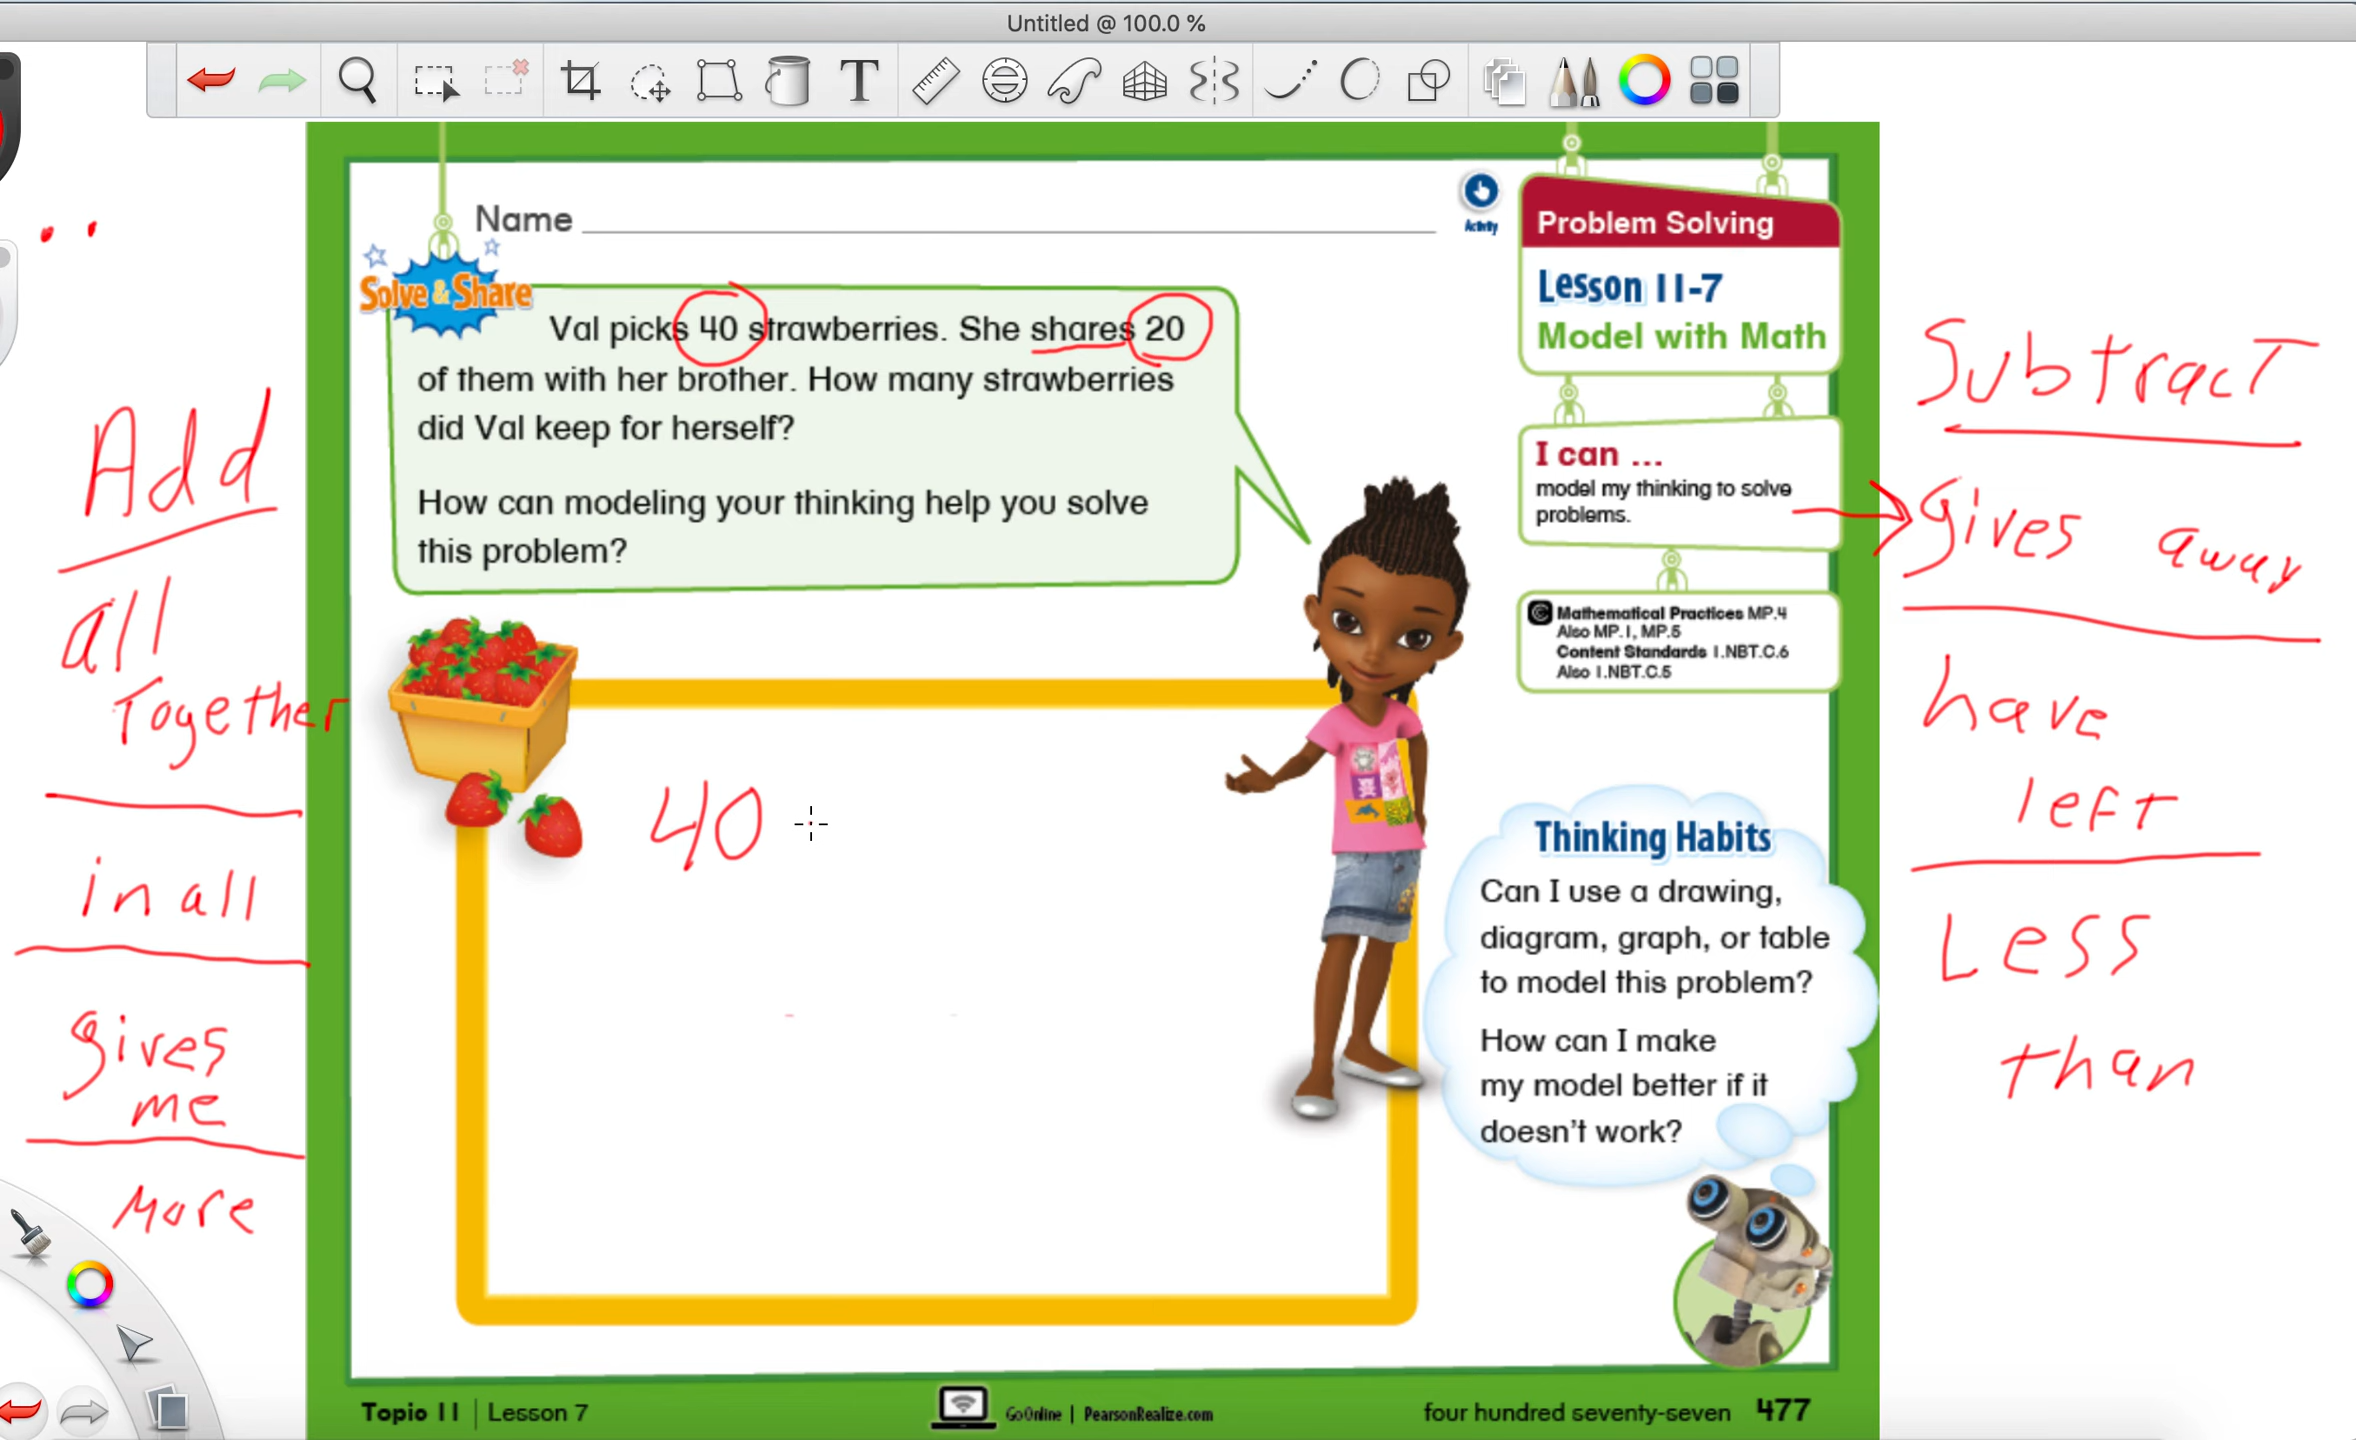 Untitled @ 100.0 %
T
Name
Activity
Solve & Share
Val picks 40 strawberries. She shares 20
of them with her brother. How many strawberries
did Val keep for herself?
How can modeling your thinking help you solve
this problem?
Problem Solving
Lesson 11-7
Model with Math
I can ...
model my thinking to solve
problems.
Mathematical Practices MP.4
Also MP.1, MP.5
Content Standards 1.NBT.C.6
Also 1.NBT.C.5
Add
all
Together
in all
gives
me
More
40
Subtract
gives away
have
left
Less
than
Thinking Habits
Can I use a drawing,
diagram, graph, or table
to model this problem?
How can I make
my model better if it
doesn't work?
Topic 11 | Lesson 7
Go Online | PearsonRealize.com
four hundred seventy-seven 477